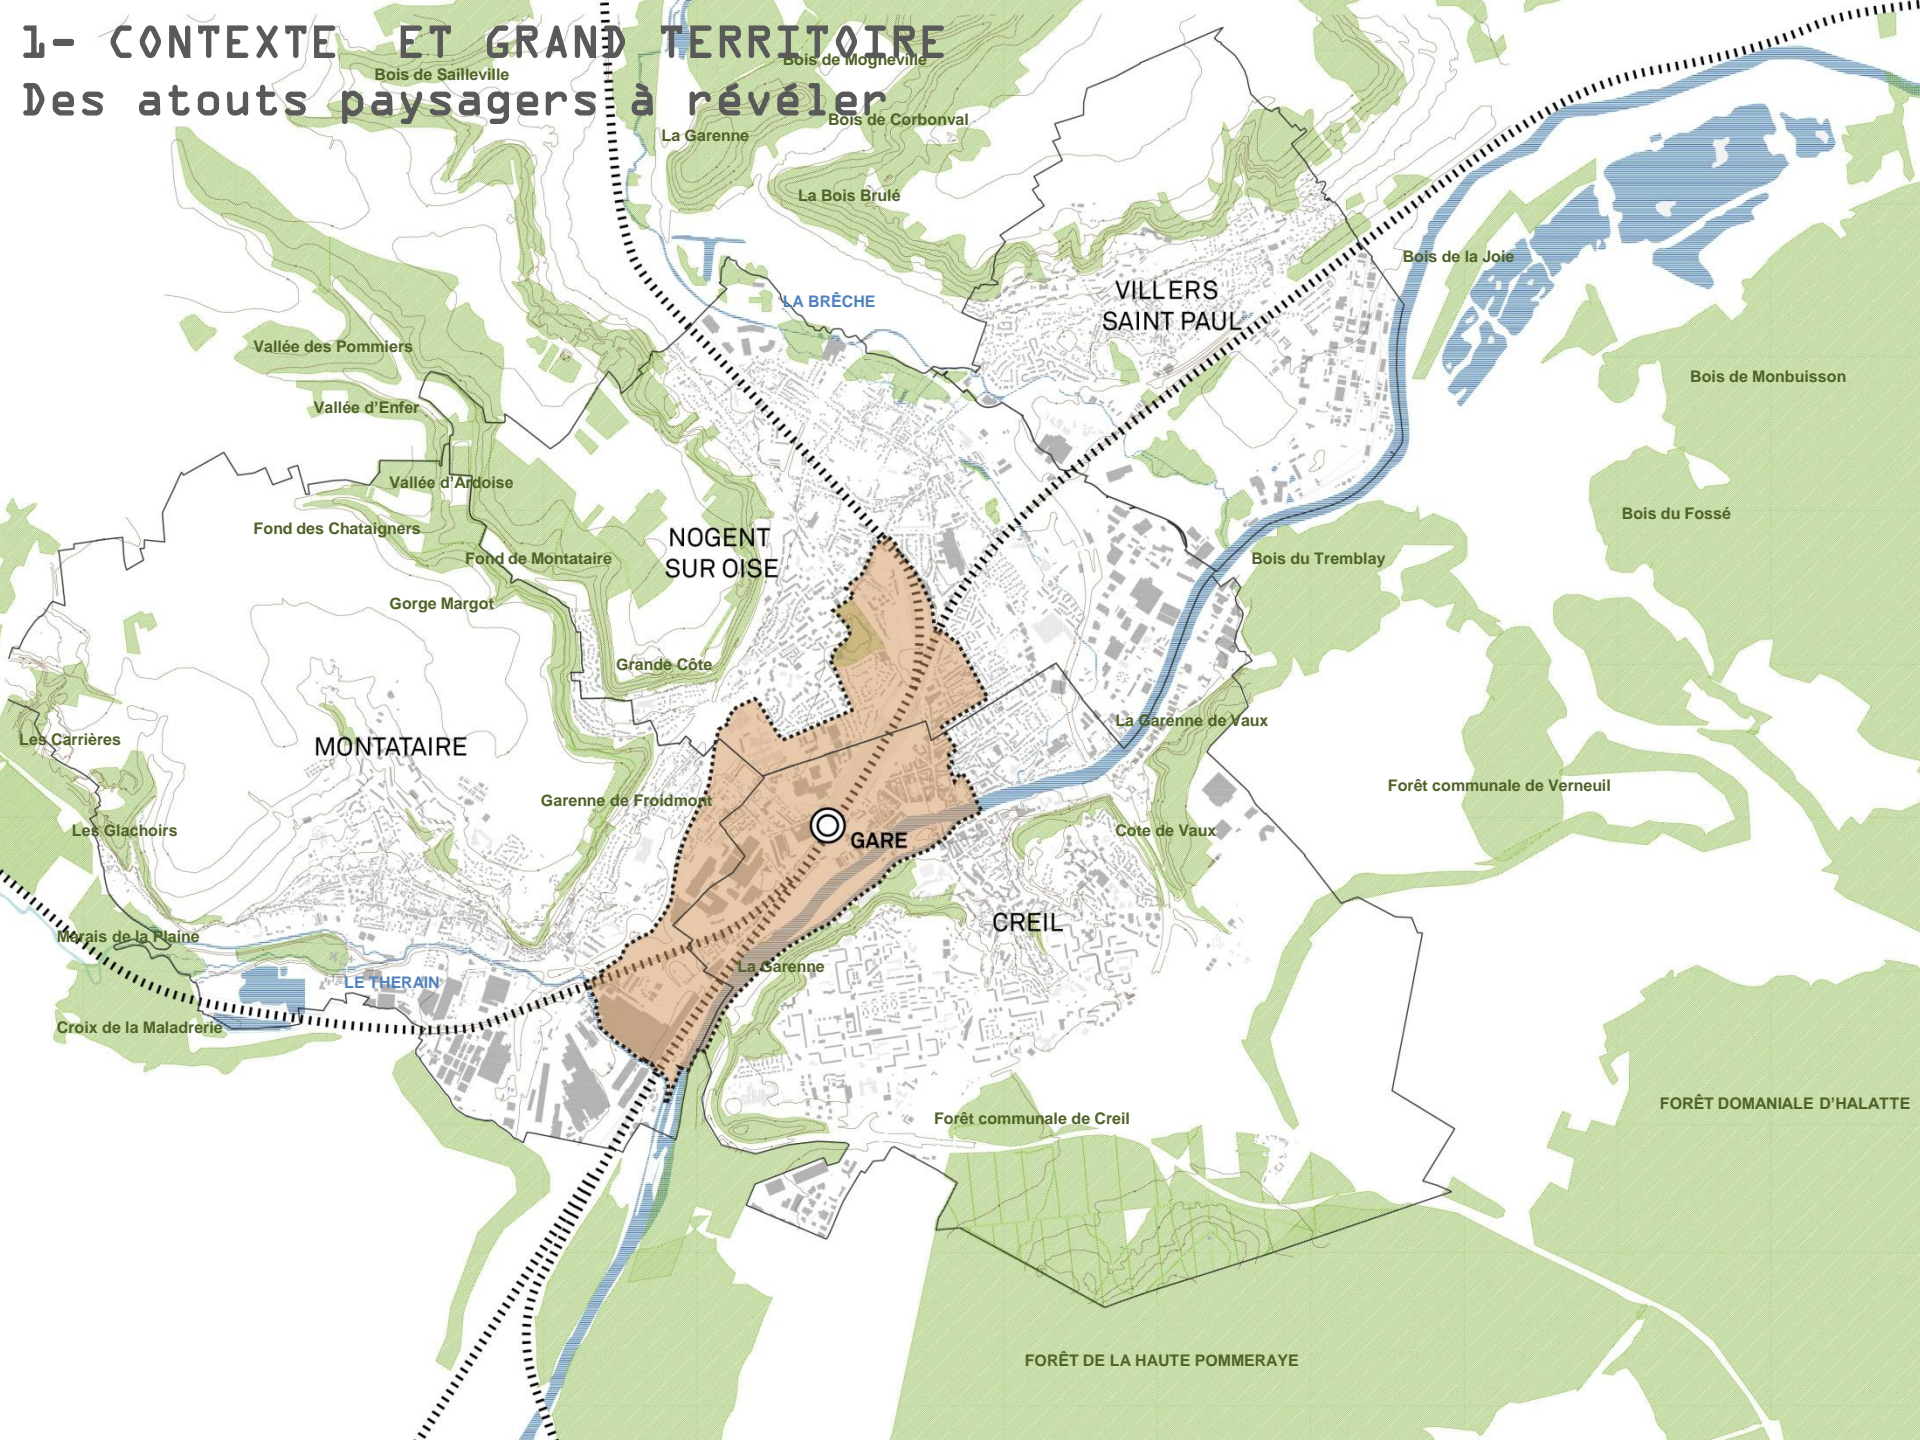 1- CONTEXTE ET GRAND TERRITOIRE
Des atouts paysagers à révéler
Bois de Mogneville
Bois de Sailleville
Bois de Corbonval
La Garenne
La Bois Brulé
Bois de la Joie
VILLERS
SAINT PAUL
LA BRÊCHE
Vallée des Pommiers
Bois de Monbuisson
Vallée d'Enfer
Vallée d'Ardoise
Bois du Fossé
Fond des Chataigners
NOGENT
SUR OISE
Fond de Montataire
Bois du Tremblay
Gorge Margot
Grande Côte
La Garenne de Vaux
Les Carrières
MONTATAIRE
Forêt communale de Verneuil
Garenne de Froidmont
Les Glachoirs
Cote de Vaux
GARE
CREIL
Marais de la Plaine
La Garenne
LE THERAIN
Croix de la Maladrerie
FORÊT DOMANIALE D'HALATTE
Forêt communale de Creil
FORÊT DE LA HAUTE POMMERAYE